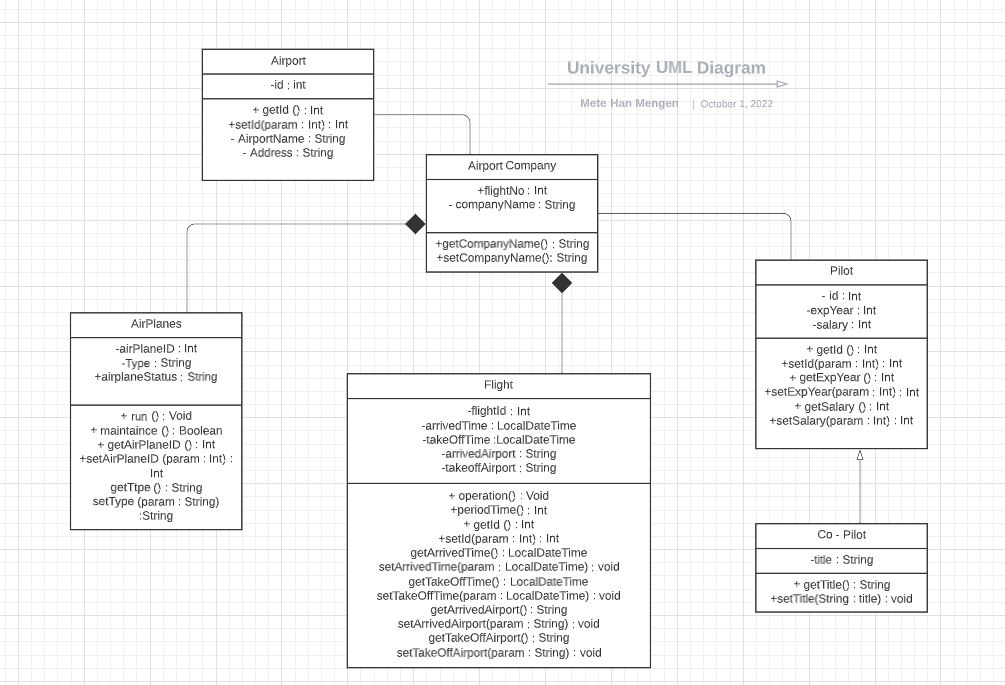 University UML Diagram
Mete Han Mengen | October 1, 2022
Airport
-id : int
+ getId () : Int
+setId(param : Int) : Int
- AirportName : String
- Address : String
Airport Company
+flightNo : Int
- companyName : String
+getCompanyName() : String
+setCompanyName(): String
AirPlanes
-airPlaneID : Int
-Type : String
+airplaneStatus : String
+ run () : Void
+ maintaince () : Boolean
+ getAirPlaneID () : Int
+setAirPlaneID (param : Int) :
Int
getTtpe () : String
setType (param : String)
:String
Flight
-flightId : Int
-arrivedTime : LocalDateTime
-takeOffTime :LocalDateTime
-arrivedAirport : String
-takeoffAirport : String
+ operation() : Void
+periodTime() : Int
+ getId () : Int
+setId(param : Int) : Int
getArrivedTime() : LocalDateTime
setArrivedTime(param : LocalDateTime) : void
getTakeOffTime() : LocalDateTime
setTakeOffTime(param : LocalDateTime) : void
getArrivedAirport() : String
setArrivedAirport(param : String) : void
getTakeOffAirport() : String
setTakeOffAirport(param : String) : void
Pilot
- id : Int
-expYear : Int
-salary : Int
+ getId () : Int
+setId(param : Int) : Int
+ getExpYear () : Int
+setExpYear(param : Int) : Int
+ getSalary () : Int
+setSalary(param : Int) : Int
Co - Pilot
-title : String
+ getTitle() : String
+setTitle(String : title) : void